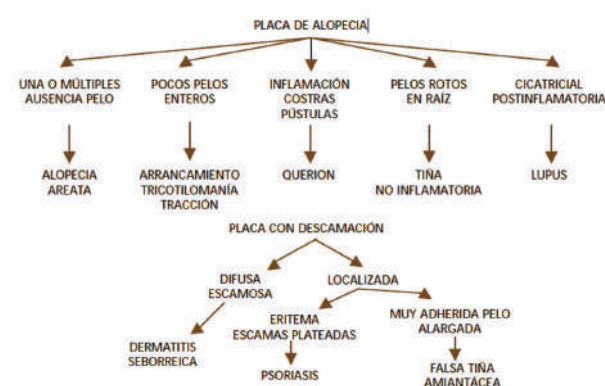 PLACA DE ALOPECIA
UNA O MÚLTIPLES
AUSENCIA PELO
POCOS PELOS
ENTEROS
INFLAMACIÓN
COSTRAS
PÚSTULAS
PELOS ROTOS
EN RAÍZ
CICATRICIAL
POSTINFLAMATORIA
ALOPECIA
AREATA
ARRANCAMIENTO
TRICOTILOMANÍA
TRACCIÓN
QUERION
TIÑA
NO INFLAMATORIA
LUPUS
PLACA CON DESCAMACIÓN
DIFUSA
ESCAMOSA
LOCALIZADA
ERITEMA
ESCAMAS PLATEADAS
MUY ADHERIDA PELO
ALARGADA
DERMATITIS
SEBORREICA
PSORIASIS
FALSA TIÑA
AMIANTÁCEA